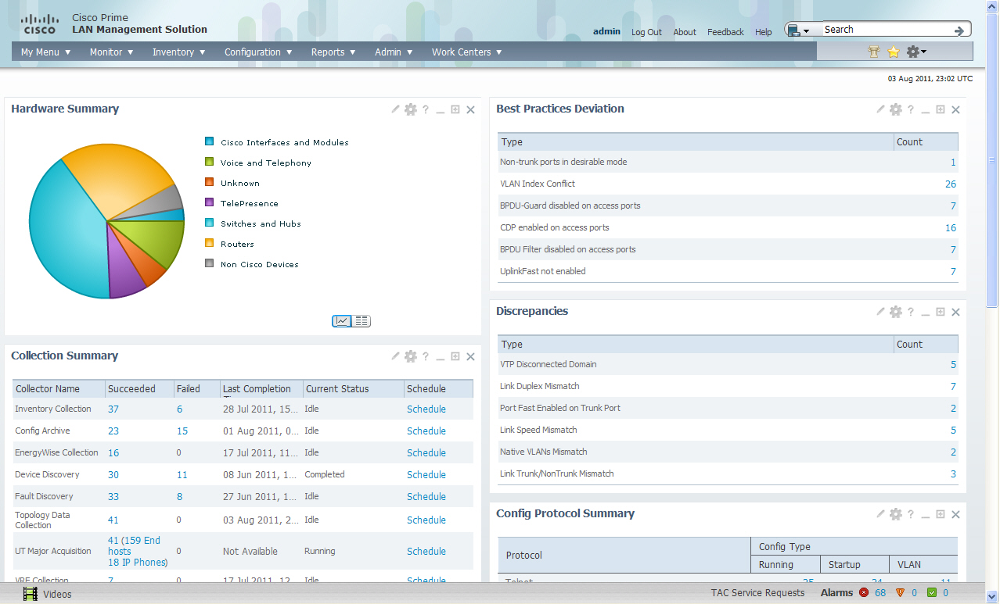 Cisco Prime
CISCO
LAN Management Solution
admin Log Out About Feedback Help Search
My Menu Monitor Inventory Configuration Reports Admin Work Centers
03 Aug 2011, 23:02 UTC
Hardware Summary
Cisco Interfaces and Modules
Voice and Telephony
Unknown
TelePresence
Switches and Hubs
Routers
Non Cisco Devices
Collection Summary
Collector Name Succeeded Failed Last Completion Current Status Schedule
Inventory Collection 37 6 28 Jul 2011, 15... Idle Schedule
Config Archive 23 15 01 Aug 2011, 0... Idle Schedule
EnergyWise Collection 16 0 17 Jul 2011, 11... Idle Schedule
Device Discovery 30 11 08 Jun 2011, 1... Completed Schedule
Fault Discovery 33 8 27 Jun 2011, 1... Idle Schedule
Topology Data
Collection 41 0 03 Aug 2011, 2... Idle Schedule
UT Major Acquisition 41 (159 End
hosts
18 IP Phones) 0 Not Available Running Schedule
VRF Collection 7 0 17 Jul 2011, 12... Idle Schedule
Best Practices Deviation
Type Count
Non-trunk ports in desirable mode 1
VLAN Index Conflict 26
BPDU-Guard disabled on access ports 7
CDP enabled on access ports 16
BPDU Filter disabled on access ports 7
UplinkFast not enabled 7
Discrepancies
Type Count
VTP Disconnected Domain 5
Link Duplex Mismatch 7
Port Fast Enabled on Trunk Port 2
Link Speed Mismatch 5
Native VLANs Mismatch 2
Link Trunk/NonTrunk Mismatch 3
Config Protocol Summary
Protocol Config Type
Running Startup VLAN
Telnet 25 24 11
Videos TAC Service Requests Alarms 68 0 0